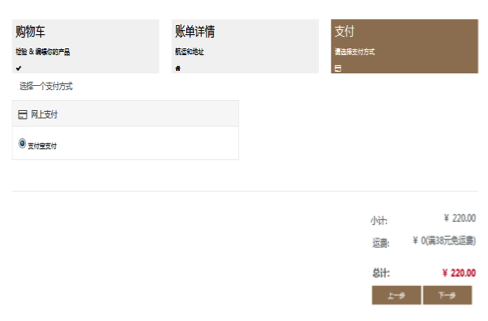 购物车
检验 & 编辑你的产品
账单详情
航运和地址
支付
请选择支付方式
选择一个支付方式
网上支付
支付宝支付
小计: ¥ 220.00
运费: ¥ 0(满38元免运费)
总计: ¥ 220.00
上一步 下一步